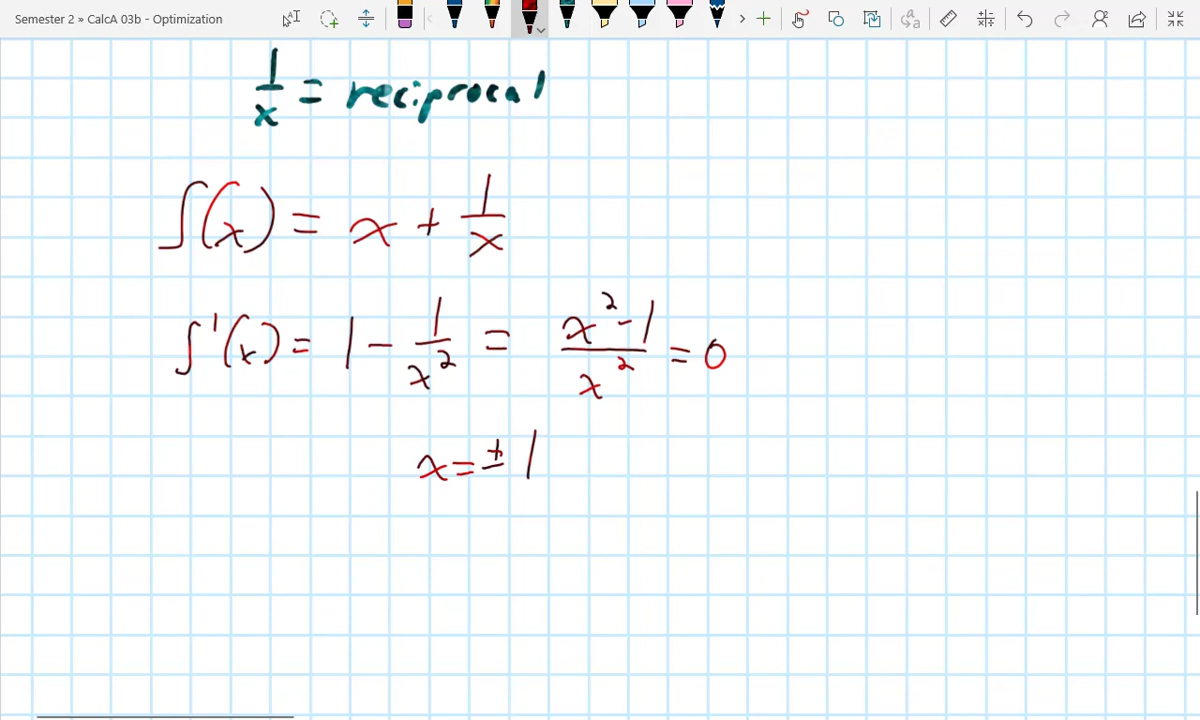 Semester 2 » CalcA 03b - Optimization
1/x = reciprocal
f(x) = x + 1/x
f'(x) = 1 - 1/x² = (x² - 1)/x² = 0
x = ± 1